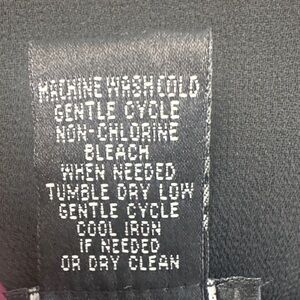 MACHINE WASH COLD
GENTLE CYCLE
NON-CHLORINE
BLEACH
WHEN NEEDED
TUMBLE DRY LOW
GENTLE CYCLE
COOL IRON
IF NEEDED
OR DRY CLEAN